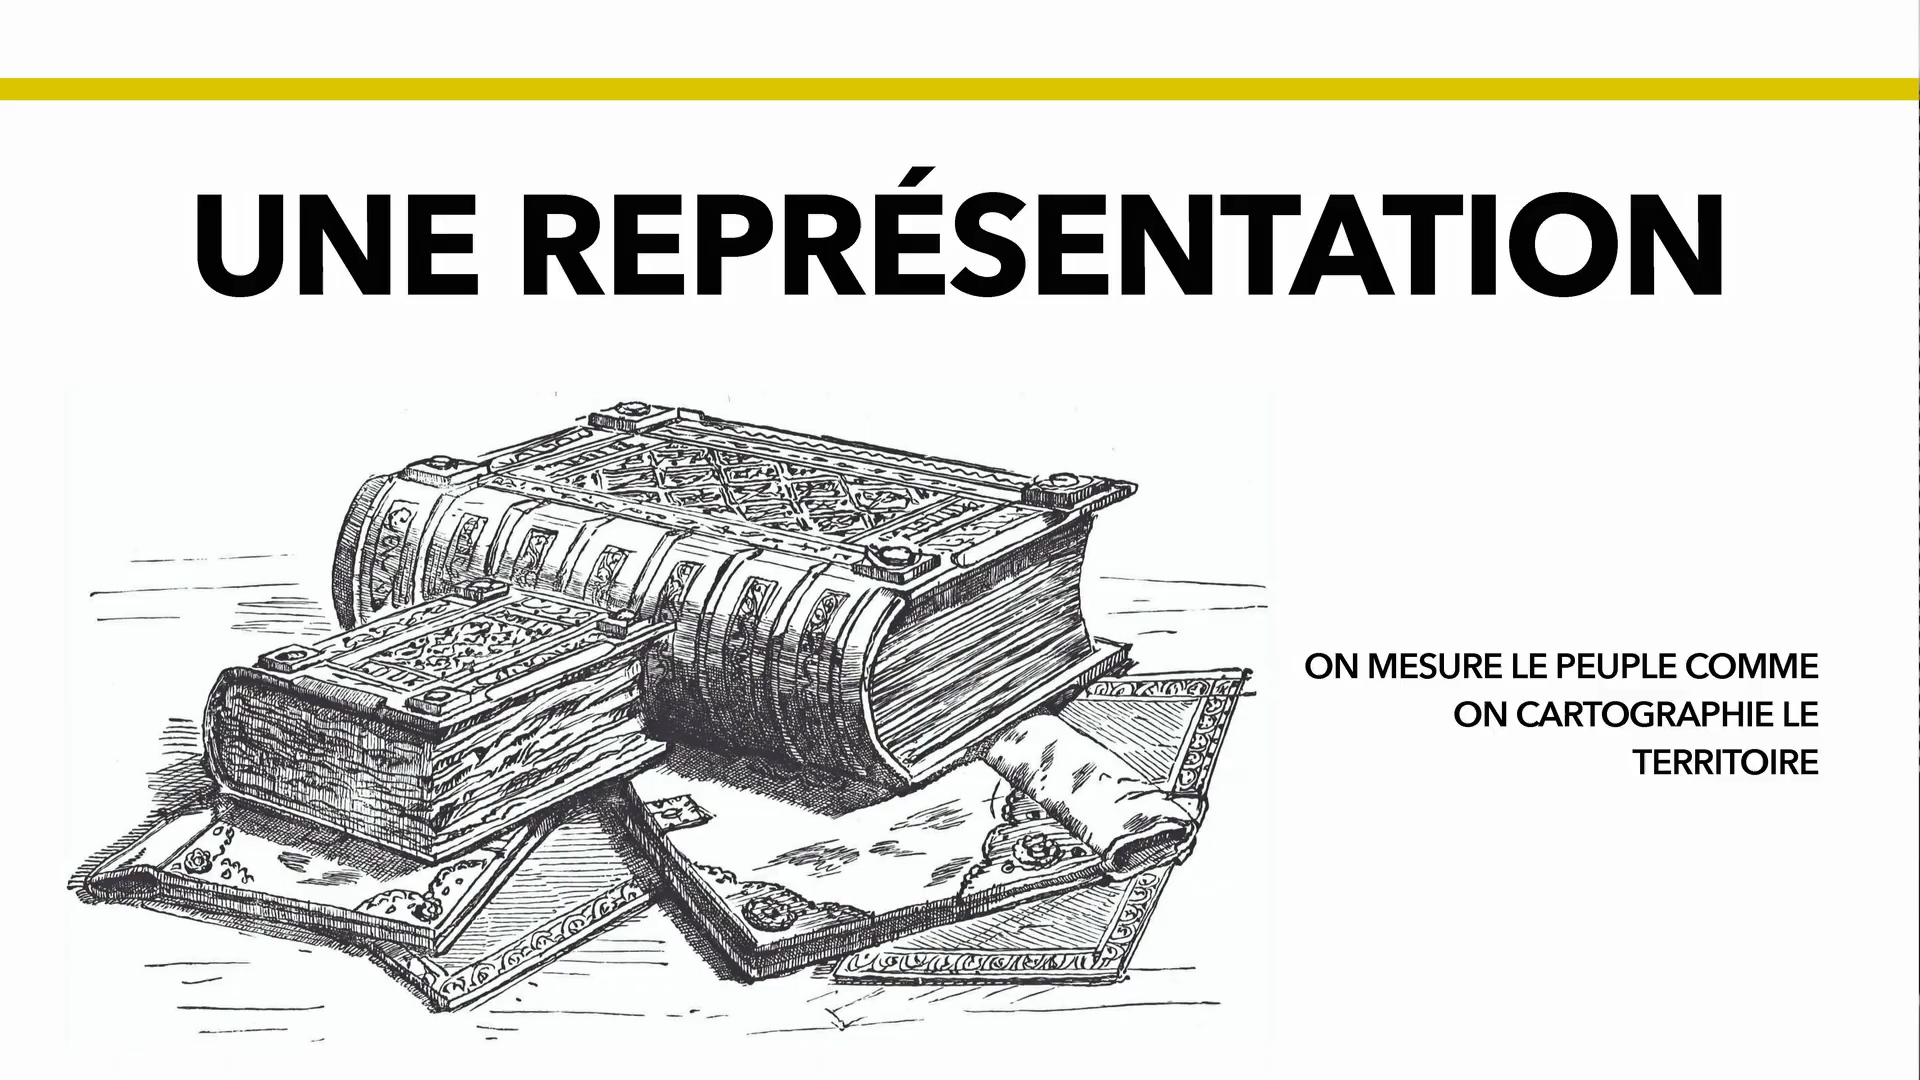 UNE REPRÉSENTATION
ON MESURE LE PEUPLE COMME
ON CARTOGRAPHIE LE
TERRITOIRE